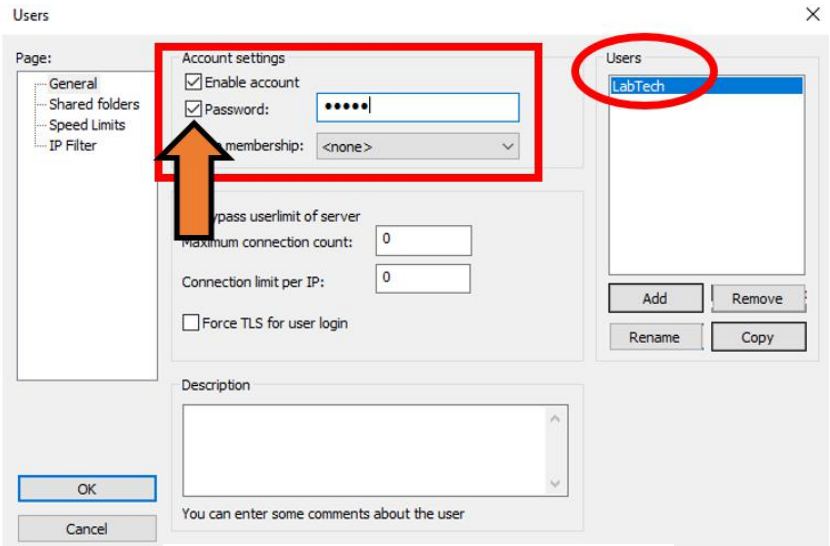 Users
Page:
General
Shared folders
Speed Limits
IP Filter
OK
Cancel
Account settings
Enable account
Password: •••••
membership: <none>
ypass userlimit of server
Maximum connection count: 0
Connection limit per IP: 0
Force TLS for user login
Description
You can enter some comments about the user
Users
LabTech
Add Remove
Rename Copy